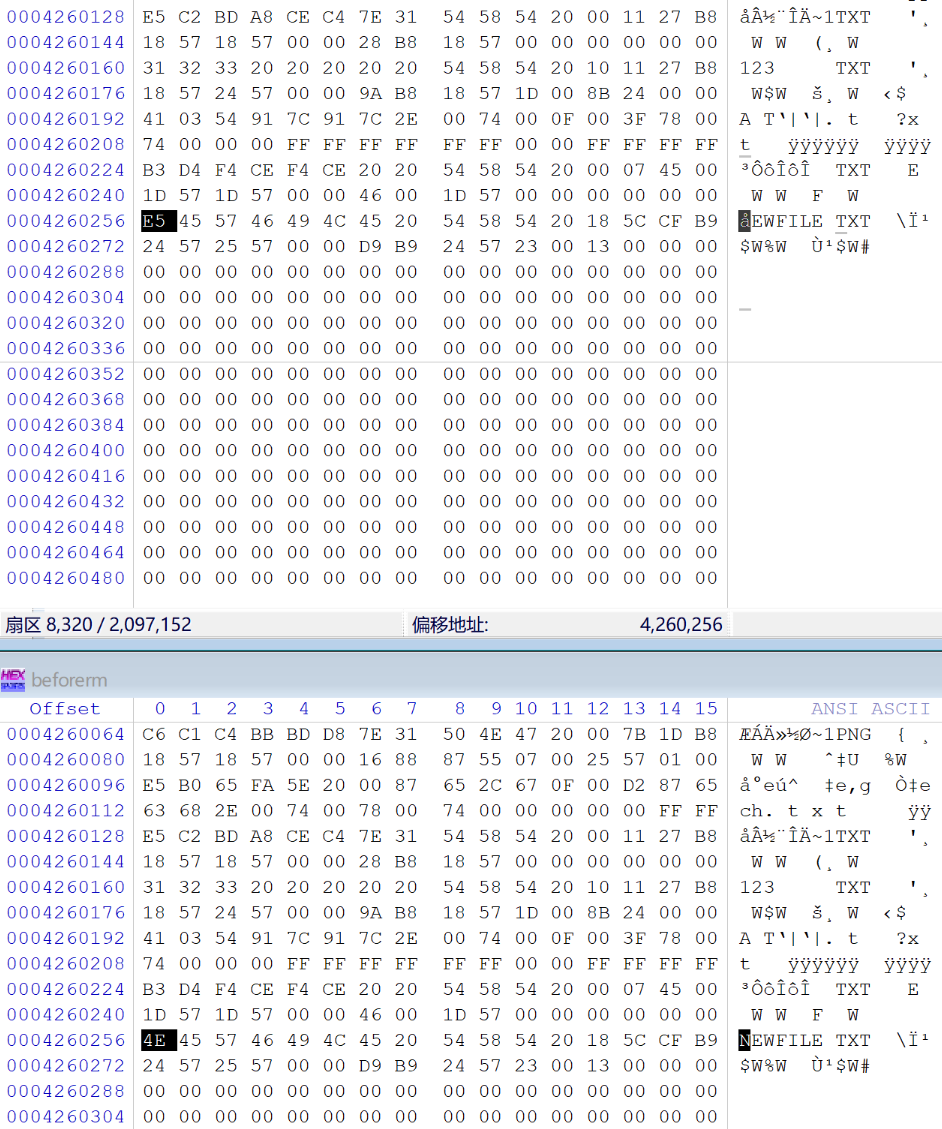 0004260128 E5 C2 BD A8 CE C4 7E 31 54 58 54 20 00 11 27 B8 åÂ½¨ÎÄ~1TXT '¸
0004260144 18 57 18 57 00 00 28 B8 18 57 00 00 00 00 00 00 W W (¸ W
0004260160 31 32 33 20 20 20 20 20 54 58 54 20 10 11 27 B8 123 TXT '¸
0004260176 18 57 24 57 00 00 9A B8 18 57 1D 00 8B 24 00 00 W$W š¸ W ‹$
0004260192 41 03 54 91 7C 91 7C 2E 00 74 00 0F 00 3F 78 00 A T‘|‘|. t ?x
0004260208 74 00 00 00 FF FF FF FF FF FF 00 00 FF FF FF FF t ÿÿÿÿÿÿ ÿÿÿÿ
0004260224 B3 D4 F4 CE F4 CE 20 20 54 58 54 20 00 07 45 00 ³ÔôÎôÎ TXT E
0004260240 1D 57 1D 57 00 00 46 00 1D 57 00 00 00 00 00 00 W W F W
0004260256 E5 45 57 46 49 4C 45 20 54 58 54 20 18 5C CF B9 åEWFILE TXT \Ï¹
0004260272 24 57 25 57 00 00 D9 B9 24 57 23 00 13 00 00 00 $W%W Ù¹$W#
0004260288 00 00 00 00 00 00 00 00 00 00 00 00 00 00 00 00
0004260304 00 00 00 00 00 00 00 00 00 00 00 00 00 00 00 00
0004260320 00 00 00 00 00 00 00 00 00 00 00 00 00 00 00 00
0004260336 00 00 00 00 00 00 00 00 00 00 00 00 00 00 00 00
0004260352 00 00 00 00 00 00 00 00 00 00 00 00 00 00 00 00
0004260368 00 00 00 00 00 00 00 00 00 00 00 00 00 00 00 00
0004260384 00 00 00 00 00 00 00 00 00 00 00 00 00 00 00 00
0004260400 00 00 00 00 00 00 00 00 00 00 00 00 00 00 00 00
0004260416 00 00 00 00 00 00 00 00 00 00 00 00 00 00 00 00
0004260432 00 00 00 00 00 00 00 00 00 00 00 00 00 00 00 00
0004260448 00 00 00 00 00 00 00 00 00 00 00 00 00 00 00 00
0004260464 00 00 00 00 00 00 00 00 00 00 00 00 00 00 00 00
0004260480 00 00 00 00 00 00 00 00 00 00 00 00 00 00 00 00
扇区 8,320 / 2,097,152 偏移地址: 4,260,256
HEX beforerm
Offset 0 1 2 3 4 5 6 7 8 9 10 11 12 13 14 15 ANSI ASCII
0004260064 C6 C1 C4 BB BD D8 7E 31 50 4E 47 20 00 7B 1D B8 ÆÁÄ»½Ø~1PNG { ¸
0004260080 18 57 18 57 00 00 16 88 87 55 07 00 25 57 01 00 W W ˆ‡U %W
0004260096 E5 B0 65 FA 5E 20 00 87 65 2C 67 0F 00 D2 87 65 å°eú^ ‡e,g Ò‡e
0004260112 63 68 2E 00 74 00 78 00 74 00 00 00 00 00 FF FF ch. t x t ÿÿ
0004260128 E5 C2 BD A8 CE C4 7E 31 54 58 54 20 00 11 27 B8 åÂ½¨ÎÄ~1TXT '¸
0004260144 18 57 18 57 00 00 28 B8 18 57 00 00 00 00 00 00 W W (¸ W
0004260160 31 32 33 20 20 20 20 20 54 58 54 20 10 11 27 B8 123 TXT '¸
0004260176 18 57 24 57 00 00 9A B8 18 57 1D 00 8B 24 00 00 W$W š¸ W ‹$
0004260192 41 03 54 91 7C 91 7C 2E 00 74 00 0F 00 3F 78 00 A T‘|‘|. t ?x
0004260208 74 00 00 00 FF FF FF FF FF FF 00 00 FF FF FF FF t ÿÿÿÿÿÿ ÿÿÿÿ
0004260224 B3 D4 F4 CE F4 CE 20 20 54 58 54 20 00 07 45 00 ³ÔôÎôÎ TXT E
0004260240 1D 57 1D 57 00 00 46 00 1D 57 00 00 00 00 00 00 W W F W
0004260256 4E 45 57 46 49 4C 45 20 54 58 54 20 18 5C CF B9 NEWFILE TXT \Ï¹
0004260272 24 57 25 57 00 00 D9 B9 24 57 23 00 13 00 00 00 $W%W Ù¹$W#
0004260288 00 00 00 00 00 00 00 00 00 00 00 00 00 00 00 00
0004260304 00 00 00 00 00 00 00 00 00 00 00 00 00 00 00 00